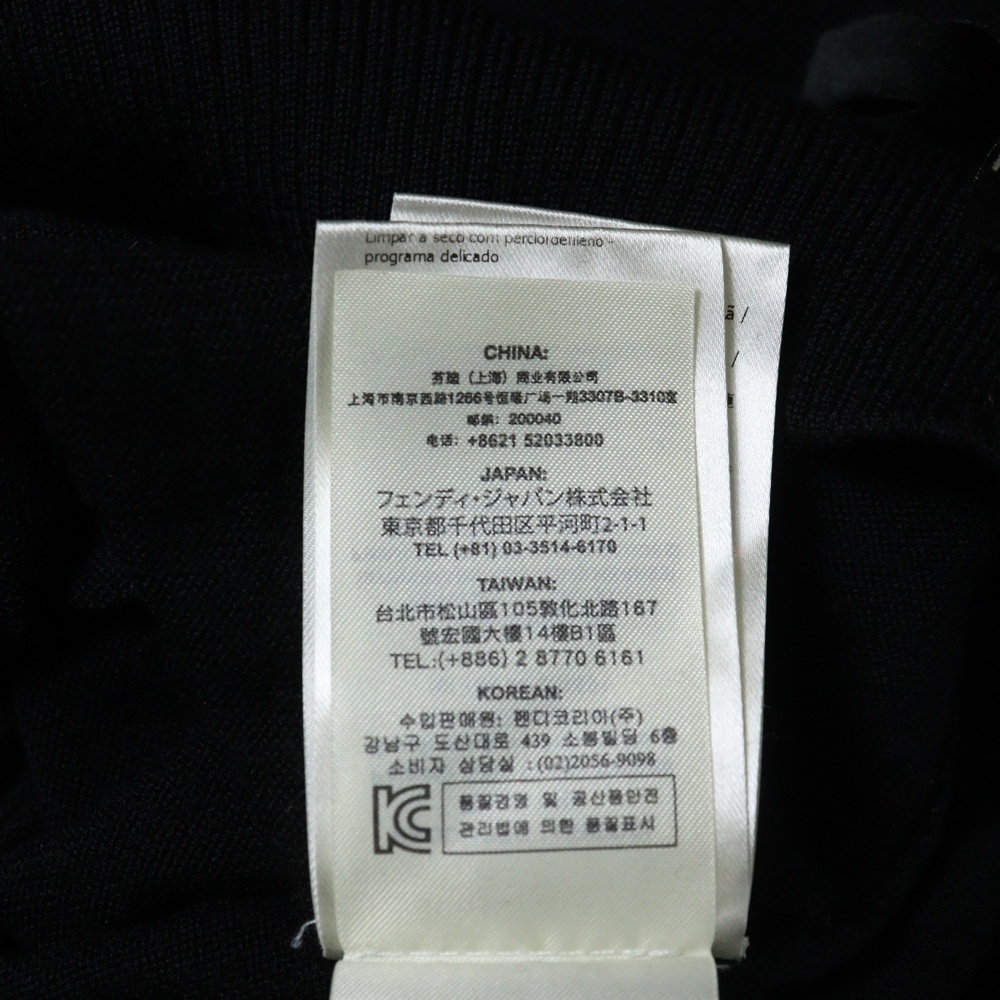 Limpar a seco com percloroetileno -
programa delicado
ã /
/
CHINA:
芬迪（上海）商业有限公司
上海市南京西路1266号恒隆广场一期3307B-3310室
邮编：200040
电话：+8621 52033800
JAPAN:
フェンディ・ジャパン株式会社
東京都千代田区平河町2-1-1
TEL (+81) 03-3514-6170
TAIWAN:
台北市松山區105敦化北路167
號宏國大樓14樓B1區
TEL.:(+886) 2 8770 6161
KOREAN:
수입판매원: 펜디코리아(주)
강남구 도산대로 439 소봉빌딩 6층
소비자 상담실 : (02)2056-9098
KC
품질경영 및 공산품안전
관리법에 의한 품질표시